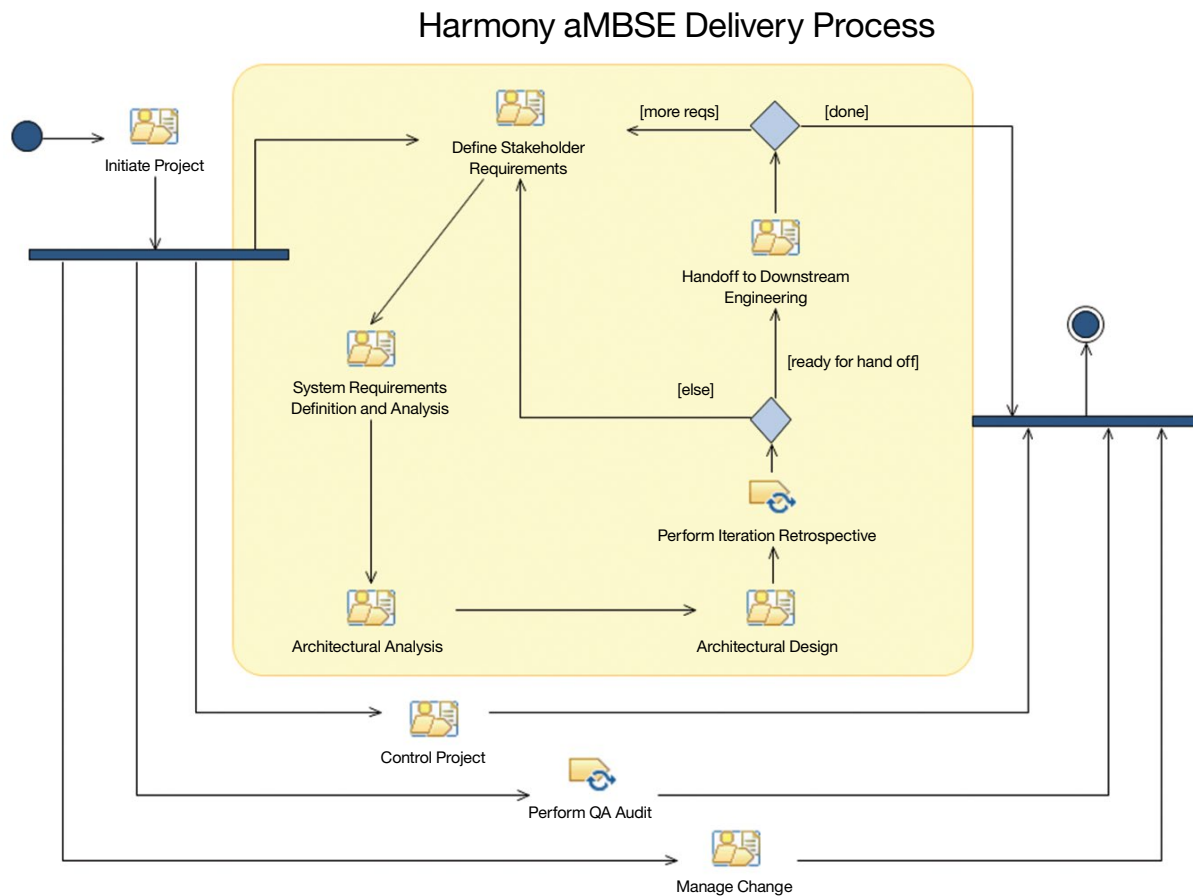 Harmony aMBSE Delivery Process
[more reqs]
[done]
Define Stakeholder
Requirements
Initiate Project
Handoff to Downstream
Engineering
[ready for hand off]
[else]
System Requirements
Definition and Analysis
Perform Iteration Retrospective
Architectural Analysis
Architectural Design
Control Project
Perform QA Audit
Manage Change